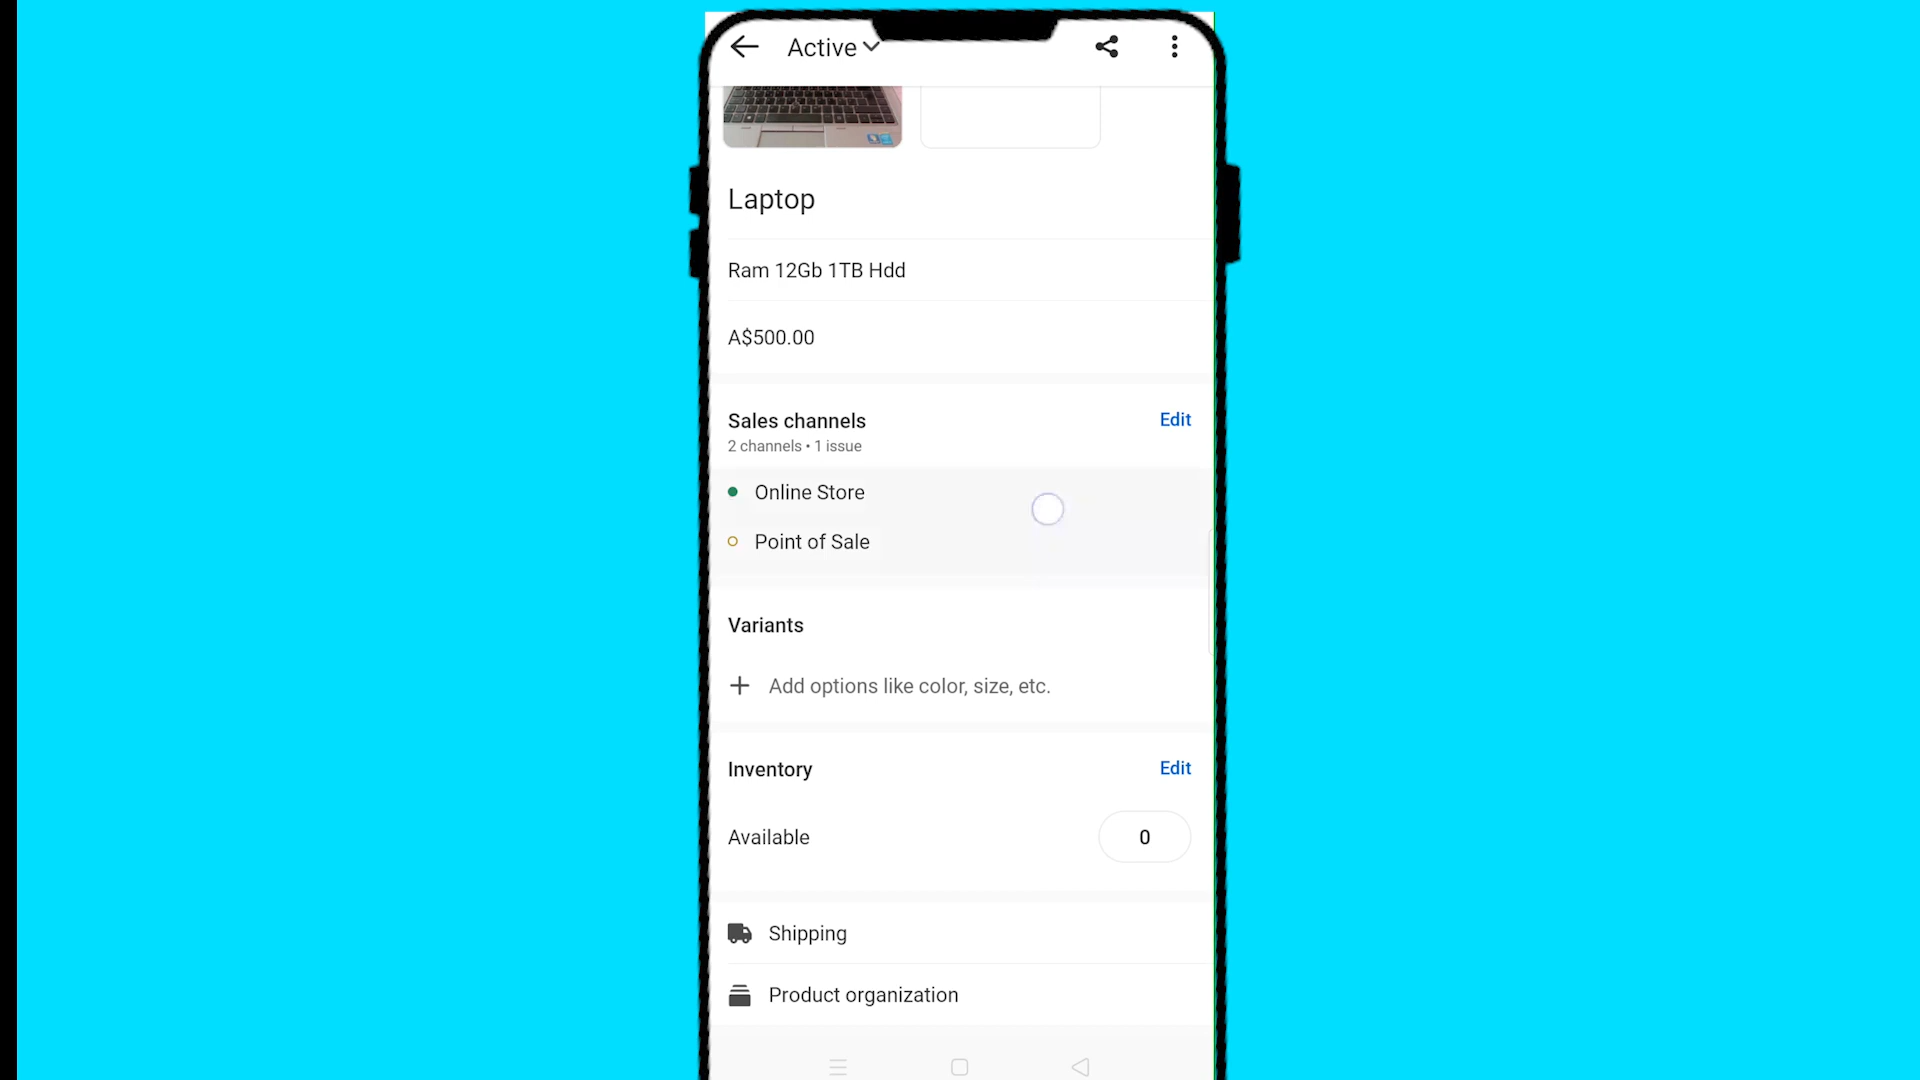 Active
Laptop
Ram 12Gb 1TB Hdd
A$500.00
Sales channels
Edit
2 channels • 1 issue
Online Store
Point of Sale
Variants
Add options like color, size, etc.
Inventory
Edit
Available
0
Shipping
Product organization